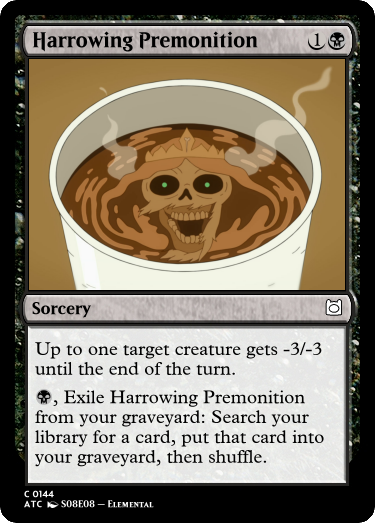 Harrowing Premonition 1
Sorcery
Up to one target creature gets -3/-3
until the end of the turn.
, Exile Harrowing Premonition
from your graveyard: Search your
library for a card, put that card into
your graveyard, then shuffle.
C 0144
ATC S08E08 – Elemental